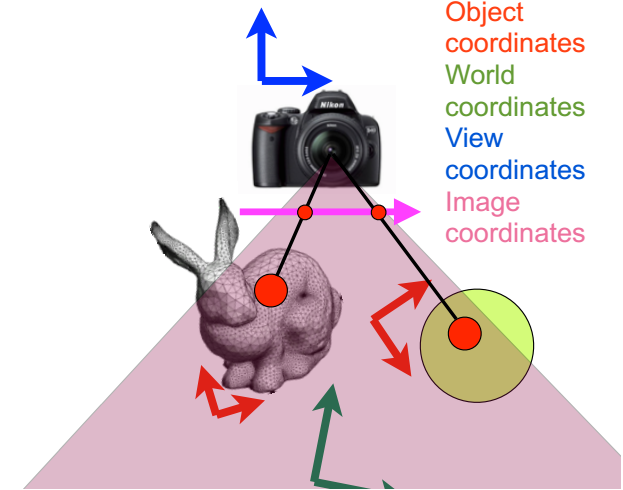 Object
coordinates
World
coordinates
View
coordinates
Image
coordinates
Nikon